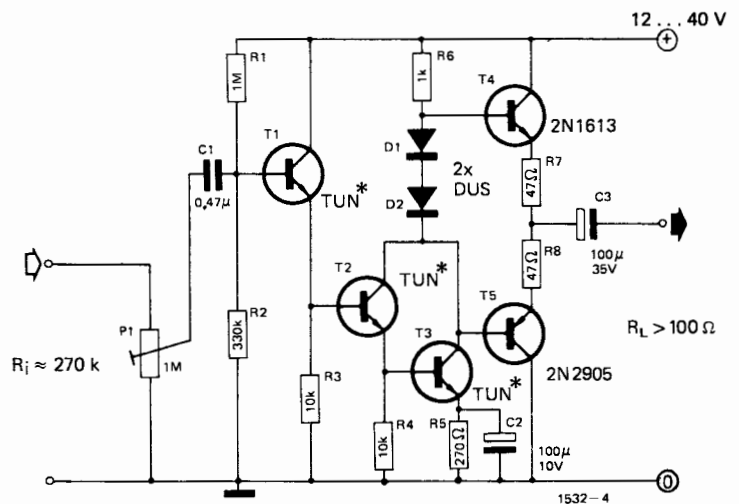 12 ... 40 V
+
R1
1M
R6
1k
T4
2N1613
T1
D1
C1
2x
DUS
R7
47Ω
0,47μ
TUN*
D2
C3
100μ
35V
R8
47Ω
T2
TUN*
T5
P1
1M
R2
330k
T3
R_L > 100 Ω
R_i ≈ 270 k
R3
10k
TUN*
2N2905
R4
10k
R5
270Ω
C2
100μ
10V
0
1532-4